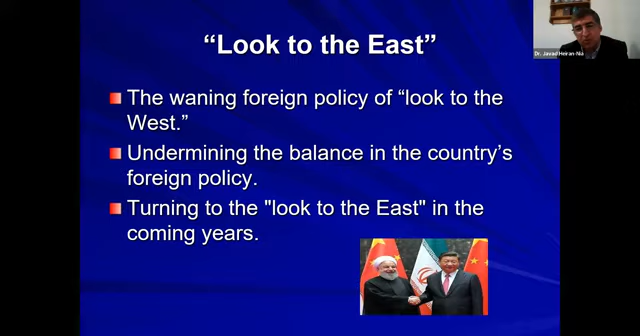 “Look to the East”
The waning foreign policy of “look to the
West.”
Undermining the balance in the country’s
foreign policy.
Turning to the "look to the East" in the
coming years.
Dr. Javad Heiran-Nia